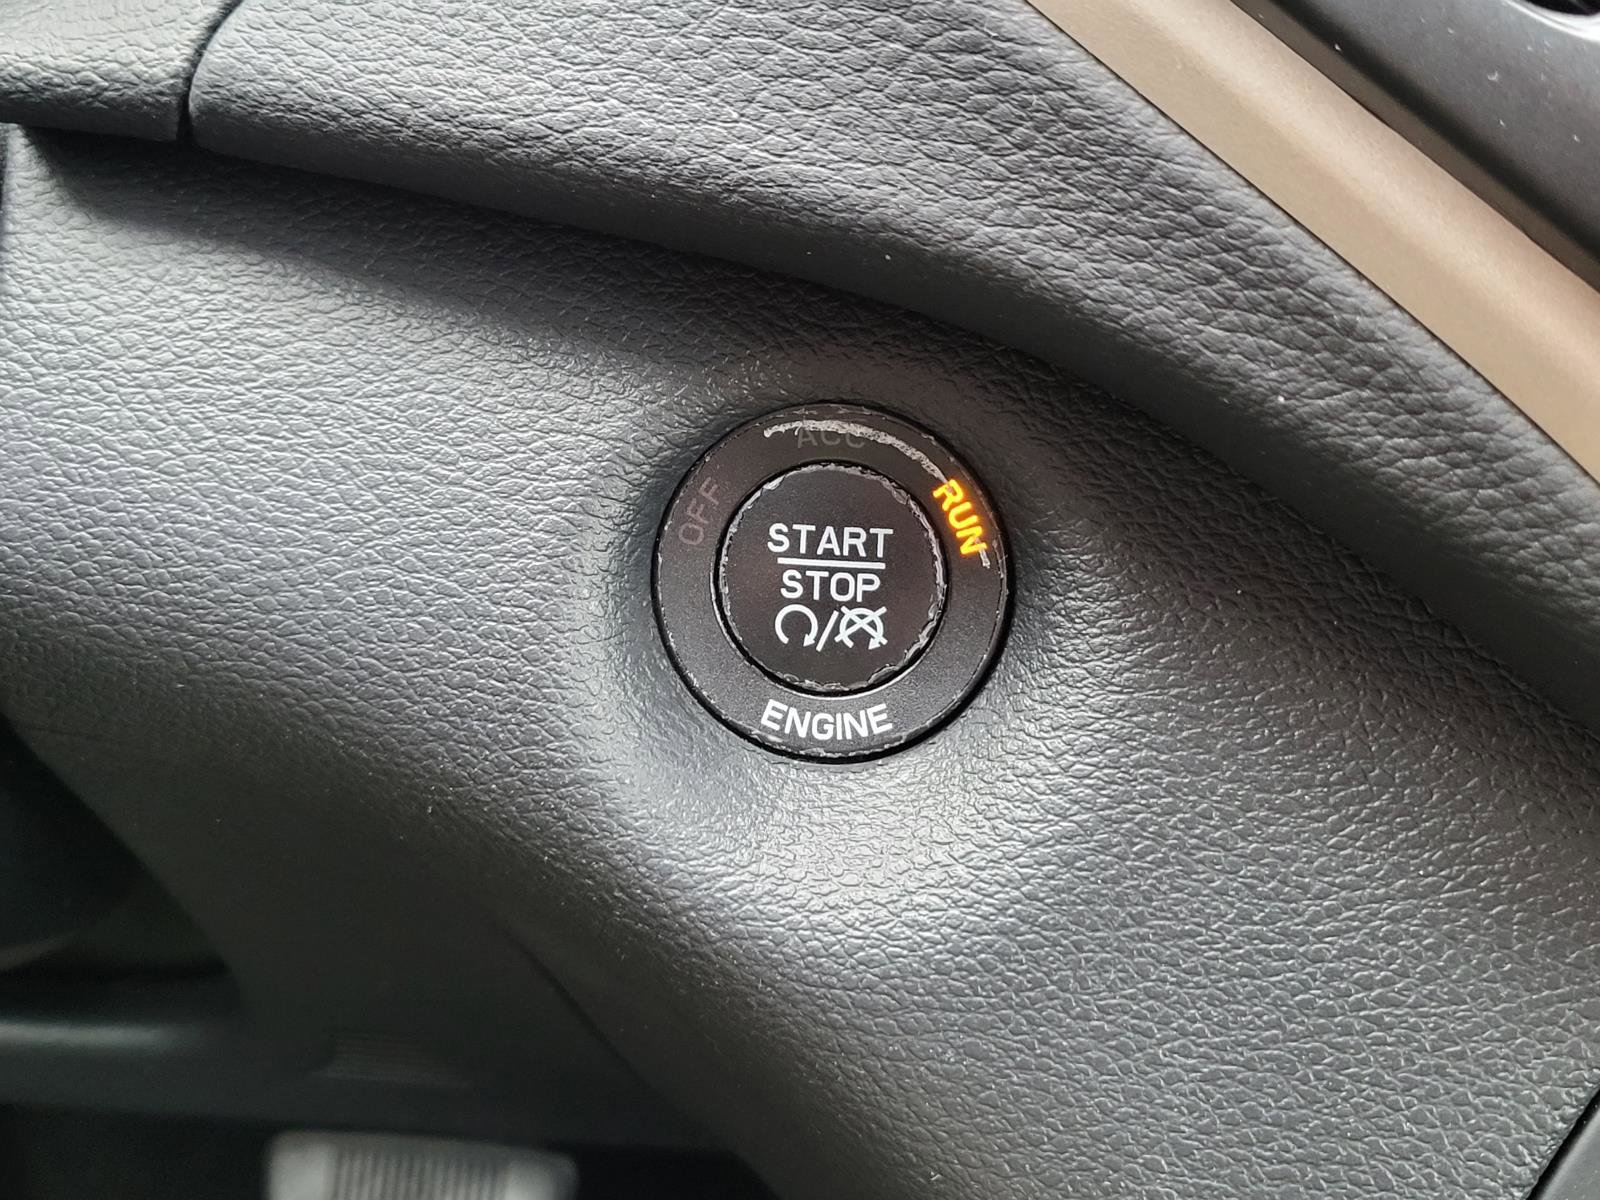 ACC
OFF
RUN
START
STOP
ENGINE